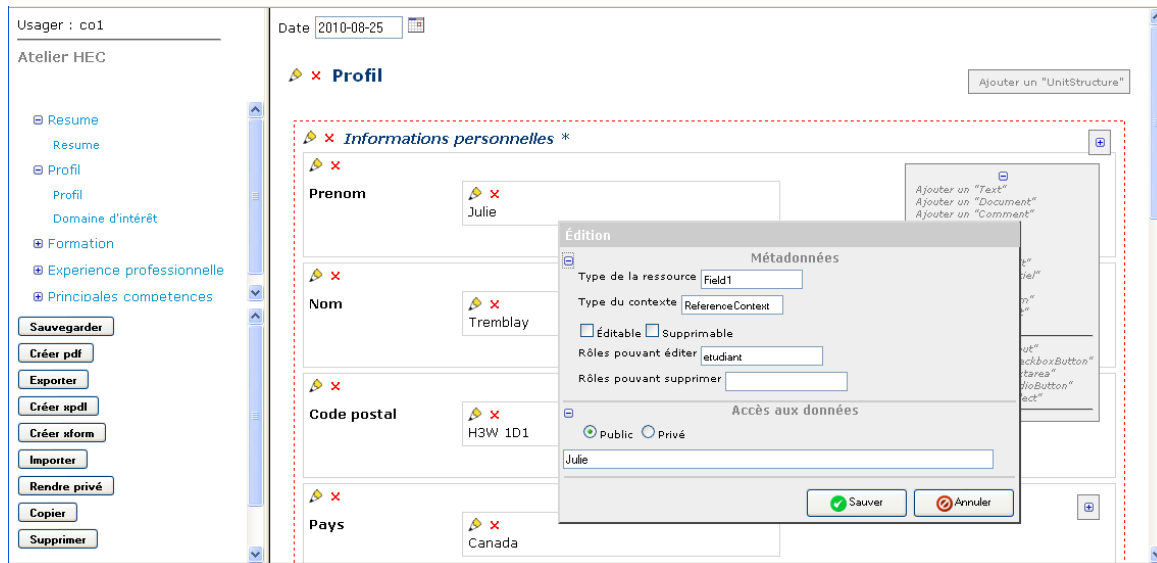 Usager : co1
Atelier HEC
Resume
Resume
Profil
Profil
Domaine d'intérêt
Formation
Experience professionnelle
Principales competences
Sauvegarder
Créer pdf
Exporter
Créer xpdl
Créer xform
Importer
Rendre privé
Copier
Supprimer
Date 2010-08-25
Profil
Ajouter un "UnitStructure"
Informations personnelles *
Prenom
Julie
Nom
Tremblay
Code postal
H3W 1D1
Pays
Canada
Ajouter un "Text"
Ajouter un "Document"
Ajouter un "Comment"
Édition
Métadonnées
Type de la ressource Field1
Type du contexte ReferenceContext
Éditable Supprimable
Rôles pouvant éditer etudiant
Rôles pouvant supprimer
Accès aux données
Public Privé
Julie
Sauver Annuler